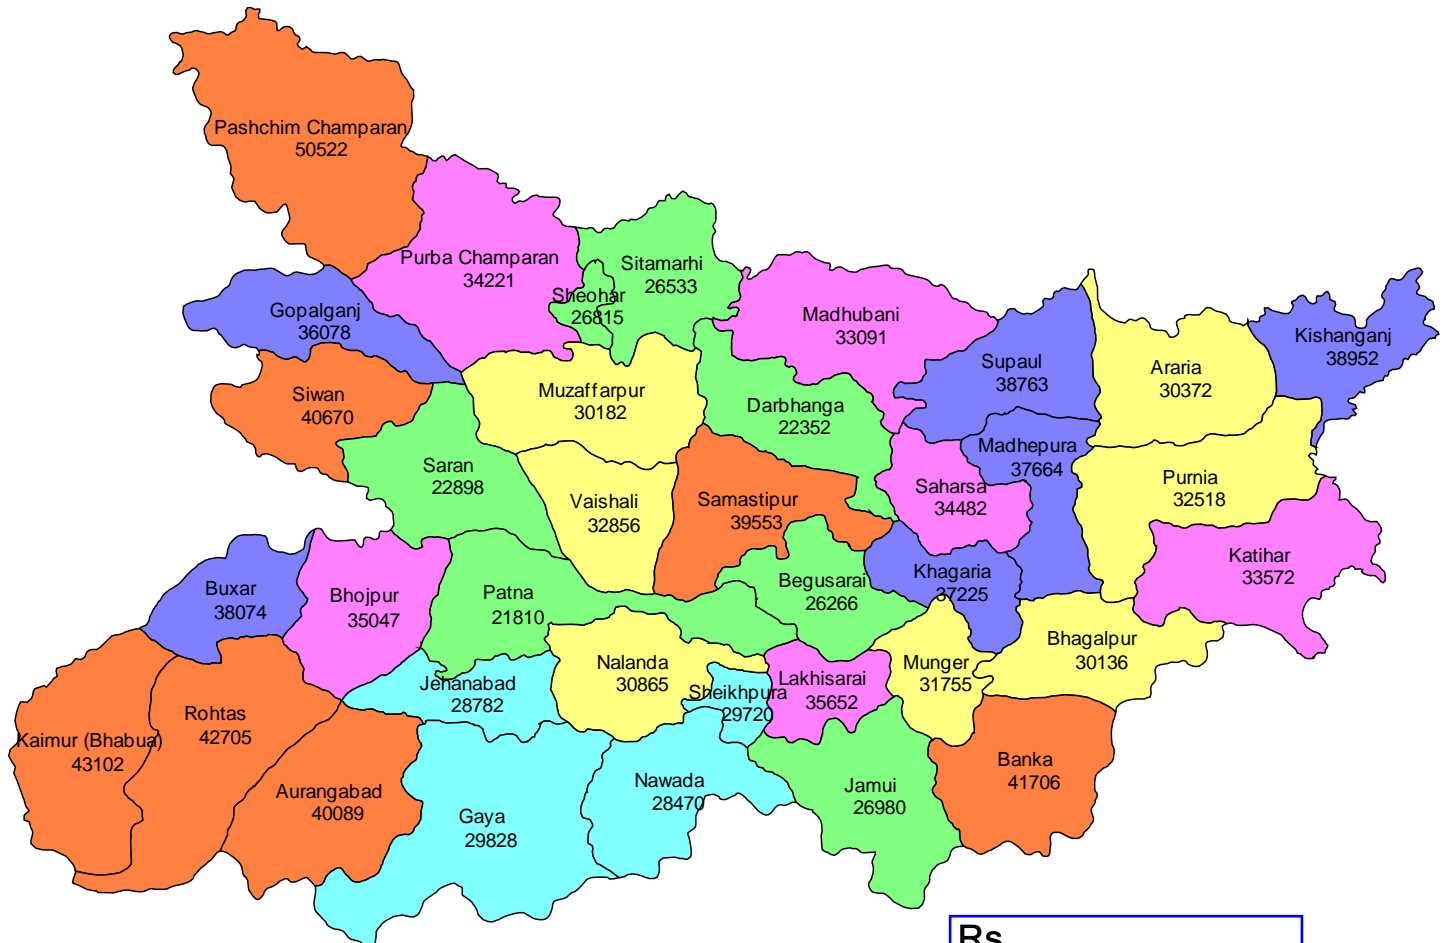 Pashchim Champaran
50522
Purba Champaran
34221
Sitamarhi
26533
Sheohar
26815
Gopalganj
36078
Madhubani
33091
Kishanganj
38952
Supaul
38763
Araria
30372
Siwan
40670
Muzaffarpur
30182
Darbhanga
22352
Madhepura
37664
Saran
22898
Vaishali
32856
Samastipur
39553
Saharsa
34482
Purnia
32518
Katihar
33572
Buxar
38074
Bhojpur
35047
Patna
21810
Begusarai
26266
Khagaria
37225
Bhagalpur
30136
Nalanda
30865
Munger
31755
Jehanabad
28782
Sheikhpura
29720
Lakhisarai
35652
Rohtas
42705
Kaimur (Bhabua)
43102
Aurangabad
40089
Gaya
29828
Nawada
28470
Jamui
26980
Banka
41706
Rs